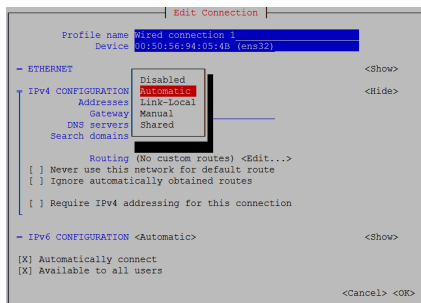 Edit Connection
Profile name Wired connection 1
Device 00:50:56:94:05:4B (ens32)
ETHERNET <Show>
Disabled
IPv4 CONFIGURATION Automatic <Hide>
Addresses Link-Local
Gateway Manual
DNS servers Shared
Search domains
Routing (No custom routes) <Edit...>
[ ] Never use this network for default route
[ ] Ignore automatically obtained routes
[ ] Require IPv4 addressing for this connection
IPv6 CONFIGURATION <Automatic> <Show>
[X] Automatically connect
[X] Available to all users
<Cancel> <OK>